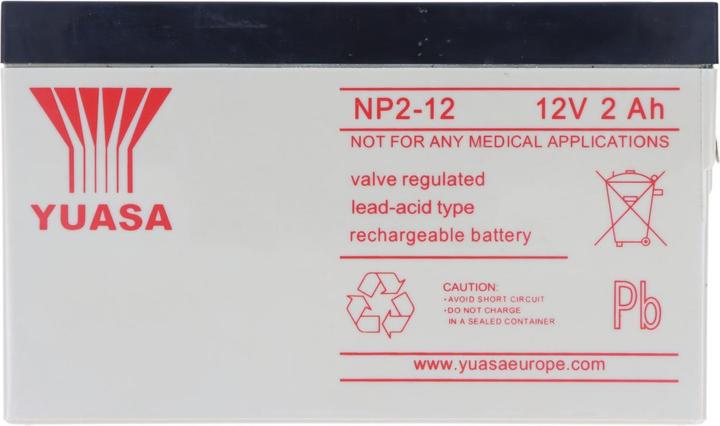 YUASA
NP2-12 12V 2 Ah
NOT FOR ANY MEDICAL APPLICATIONS
valve regulated
lead-acid type
rechargeable battery
CAUTION:
• AVOID SHORT CIRCUIT
• DO NOT CHARGE
IN A SEALED CONTAINER
Pb
www.yuasaeurope.com